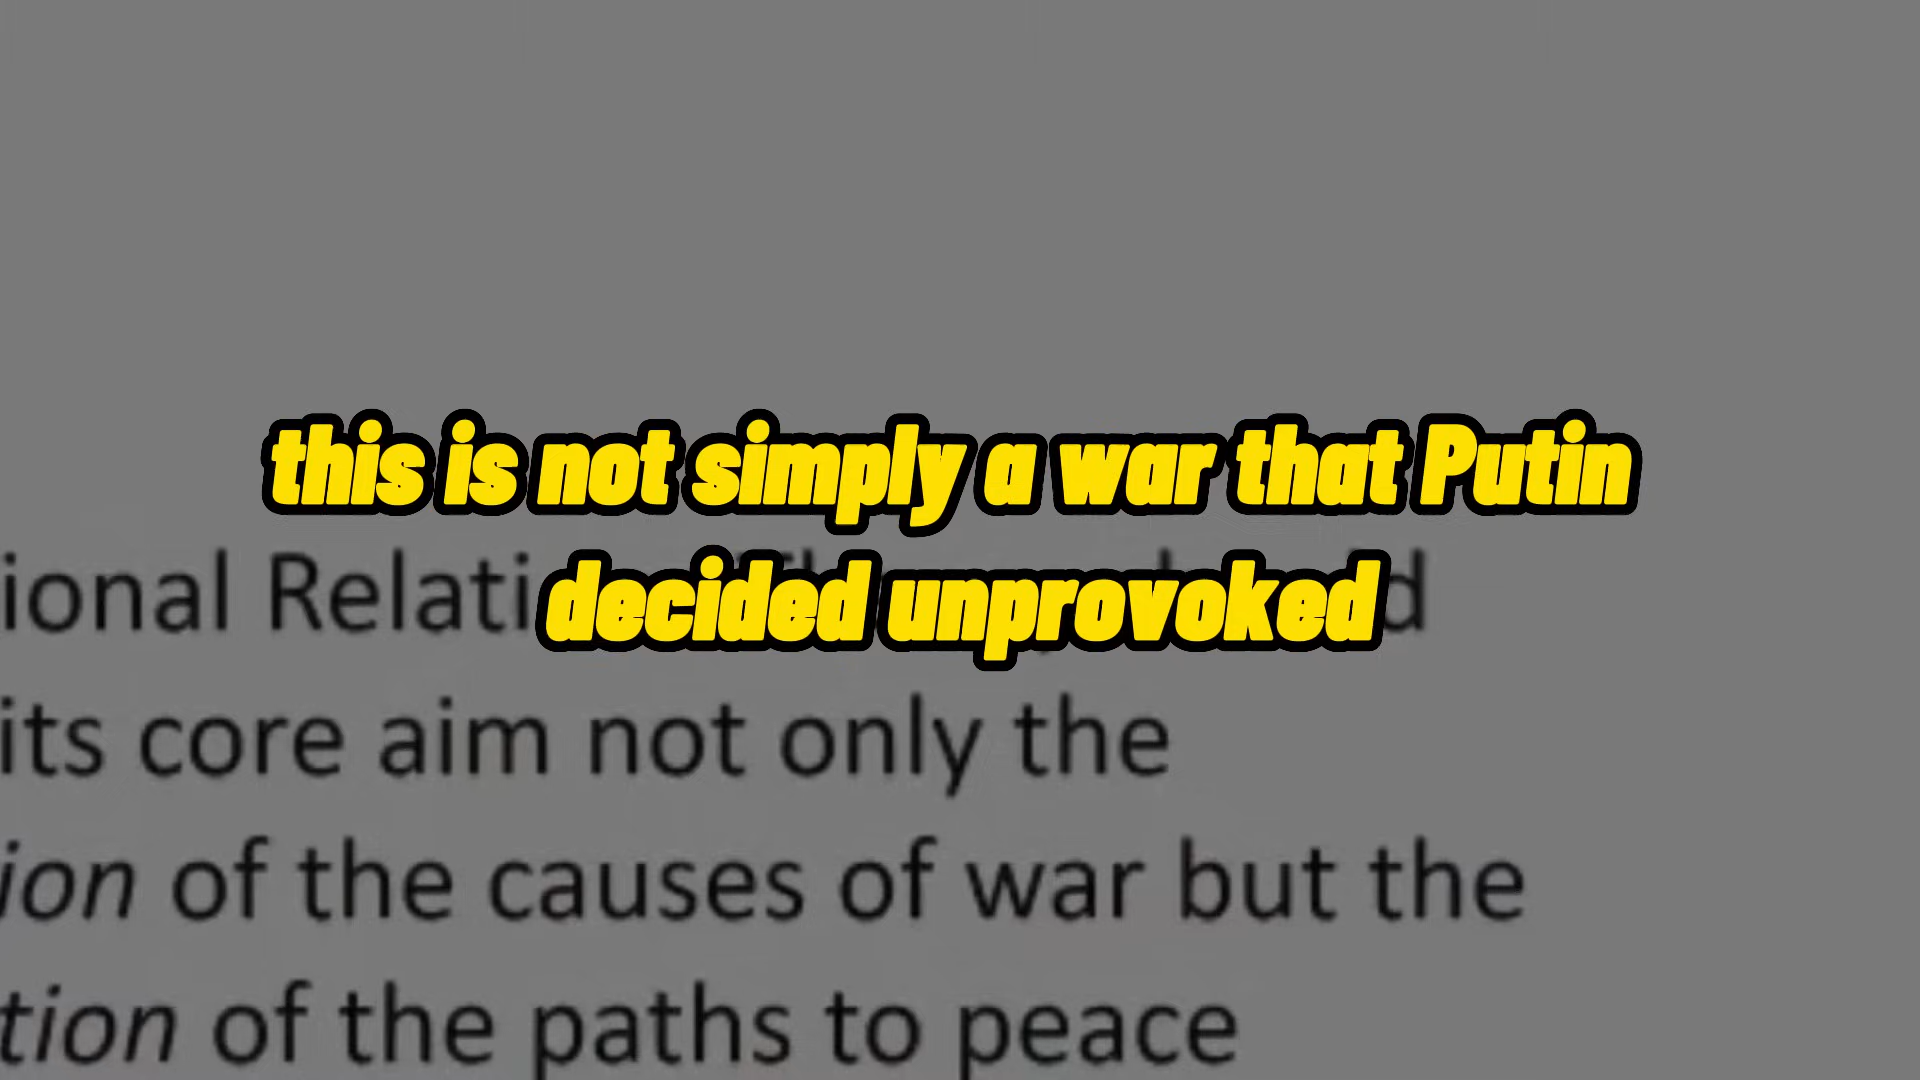 this is not simply a war that Putin
decided unprovoked
ional Relati
its core aim not only the
ion of the causes of war but the
tion of the paths to peace